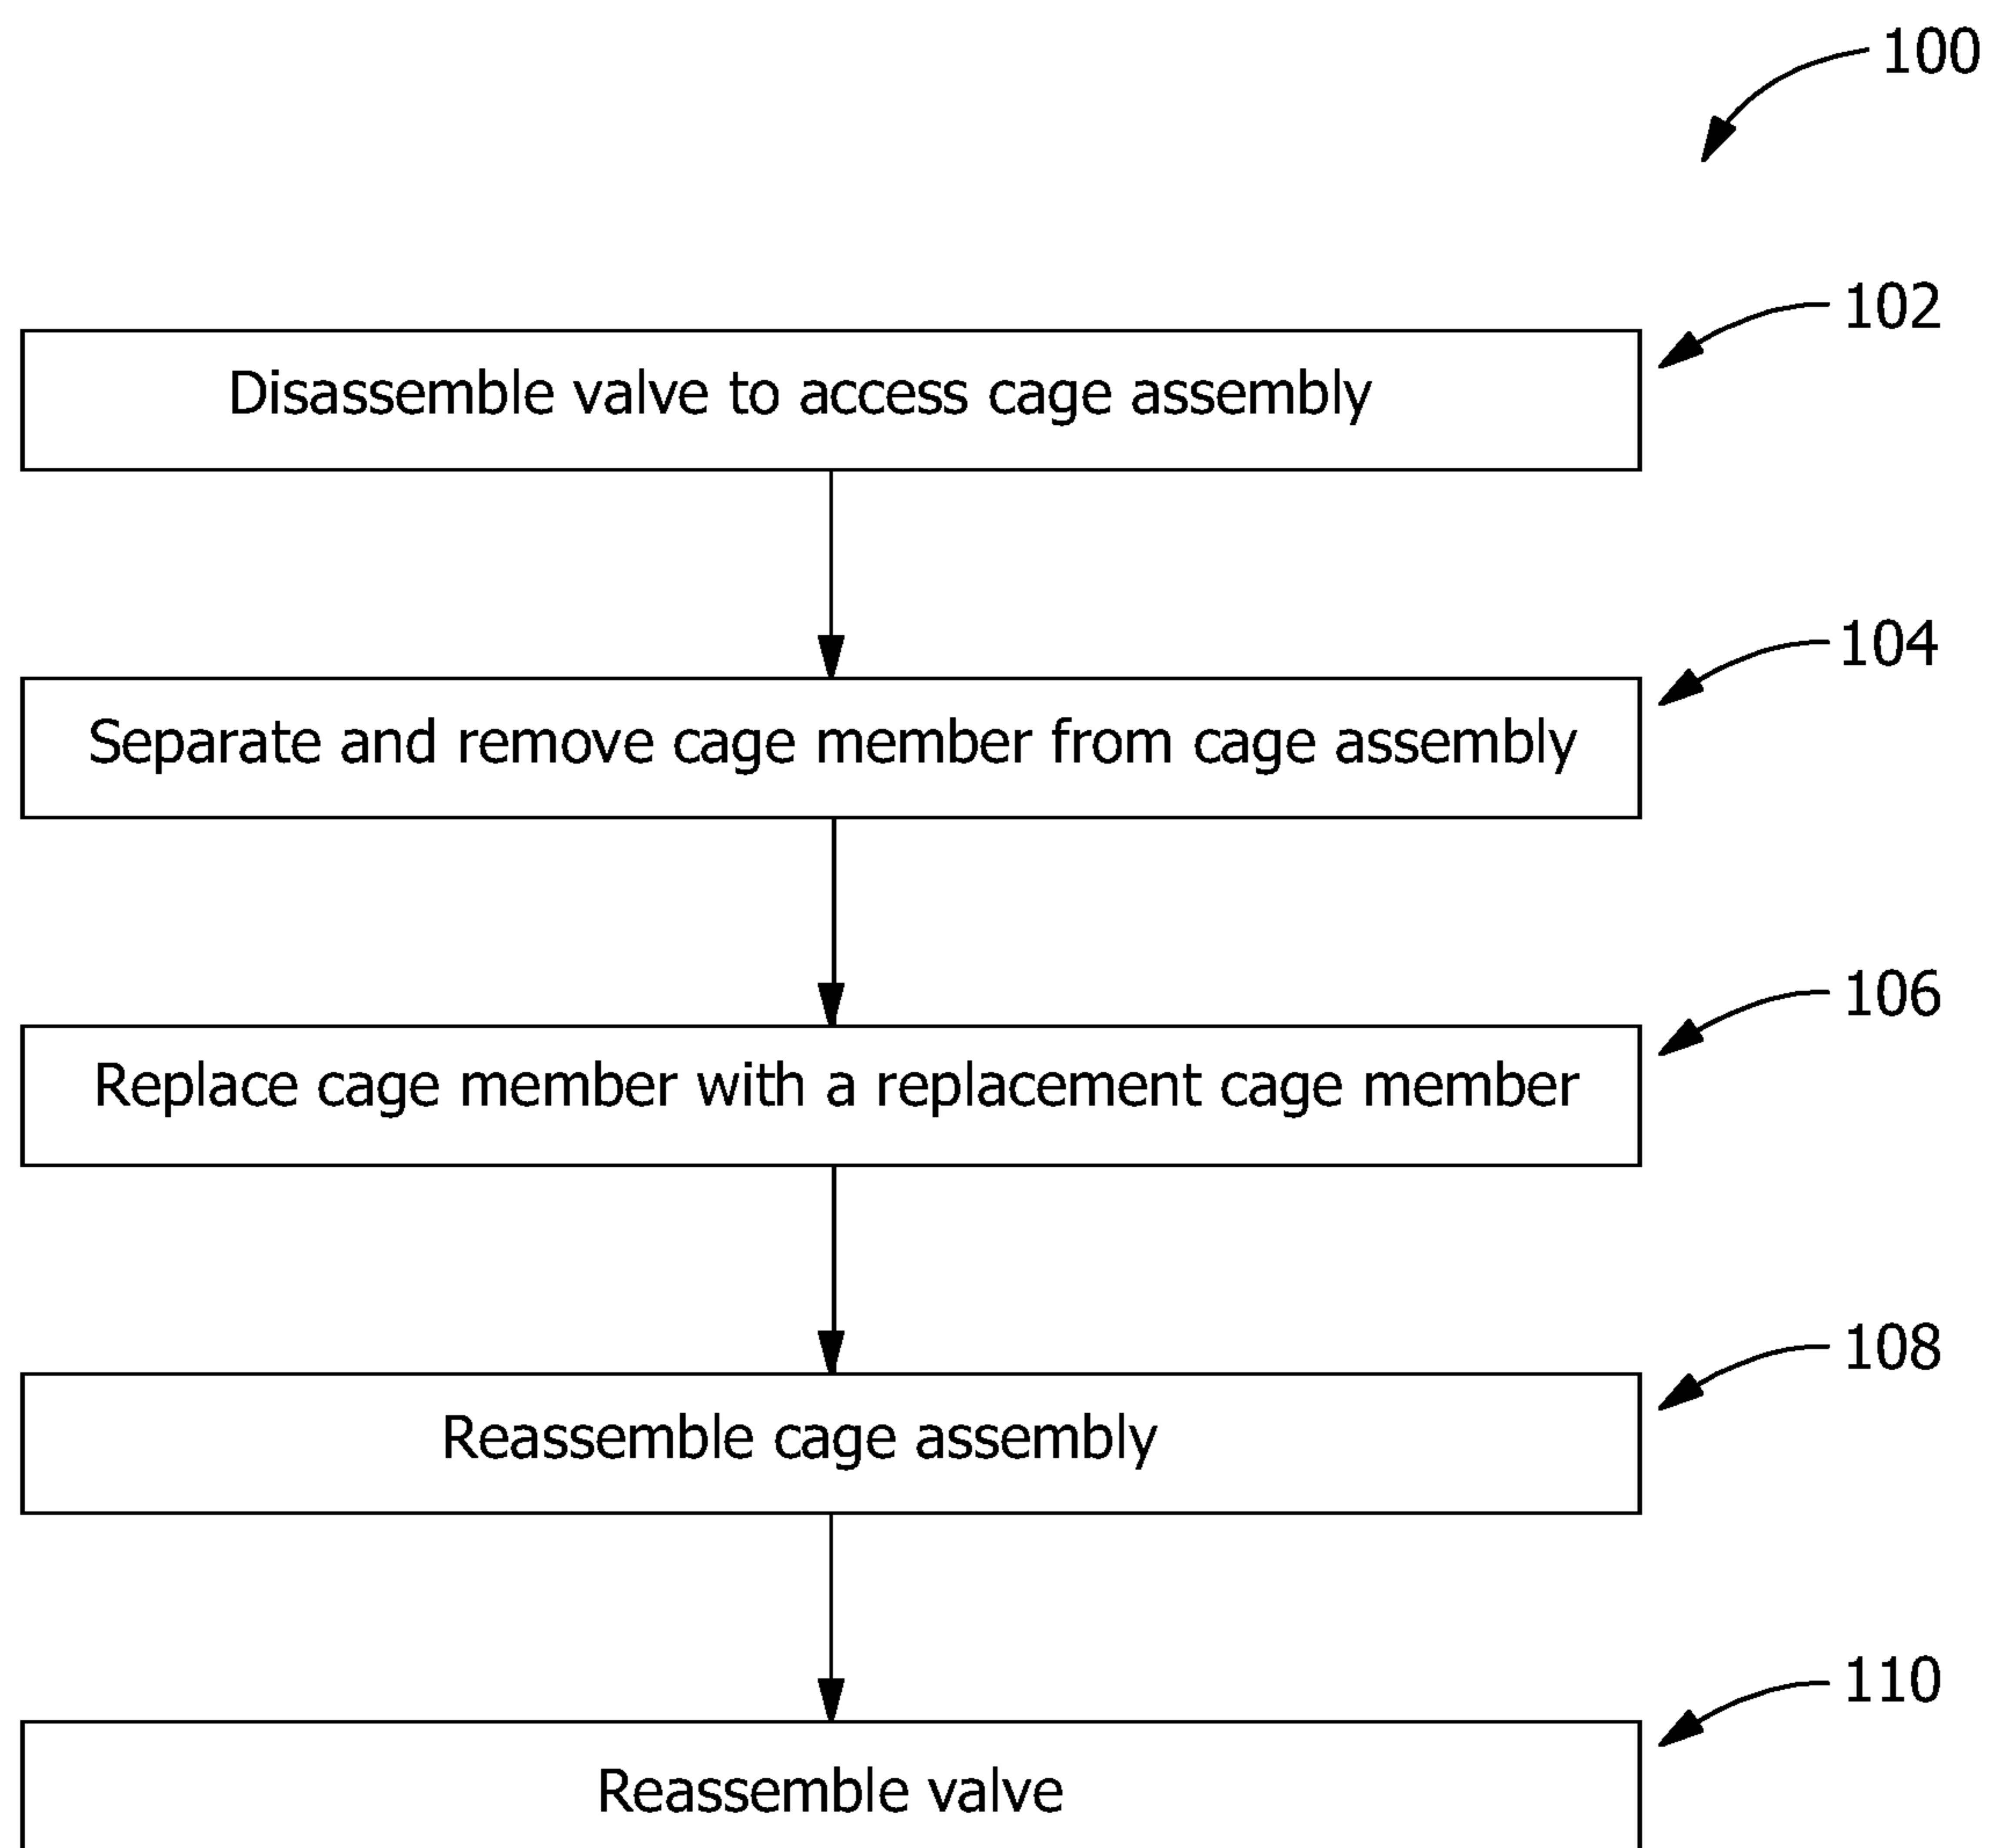 100
102
Disassemble valve to access cage assembly
104
Separate and remove cage member from cage assembly
106
Replace cage member with a replacement cage member
108
Reassemble cage assembly
110
Reassemble valve